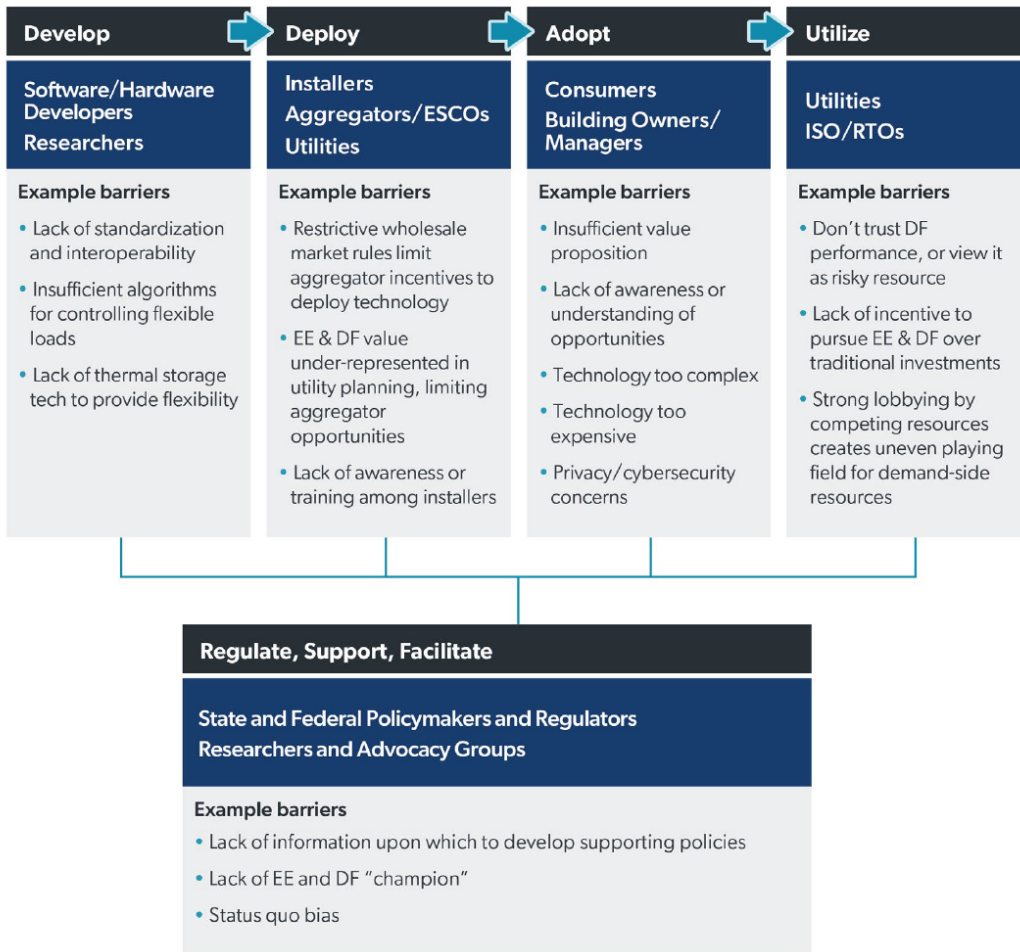 Develop
Software/Hardware
Developers
Researchers
Example barriers
• Lack of standardization
and interoperability
• Insufficient algorithms
for controlling flexible
loads
• Lack of thermal storage
tech to provide flexibility
Deploy
Installers
Aggregators/ESCOs
Utilities
Example barriers
• Restrictive wholesale
market rules limit
aggregator incentives to
deploy technology
• EE & DF value
under-represented in
utility planning, limiting
aggregator
opportunities
• Lack of awareness or
training among installers
Adopt
Consumers
Building Owners/
Managers
Example barriers
• Insufficient value
proposition
• Lack of awareness or
understanding of
opportunities
• Technology too complex
• Technology too
expensive
• Privacy/cybersecurity
concerns
Utilize
Utilities
ISO/RTOs
Example barriers
• Don’t trust DF
performance, or view it
as risky resource
• Lack of incentive to
pursue EE & DF over
traditional investments
• Strong lobbying by
competing resources
creates uneven playing
field for demand-side
resources
Regulate, Support, Facilitate
State and Federal Policymakers and Regulators
Researchers and Advocacy Groups
Example barriers
• Lack of information upon which to develop supporting policies
• Lack of EE and DF “champion”
• Status quo bias